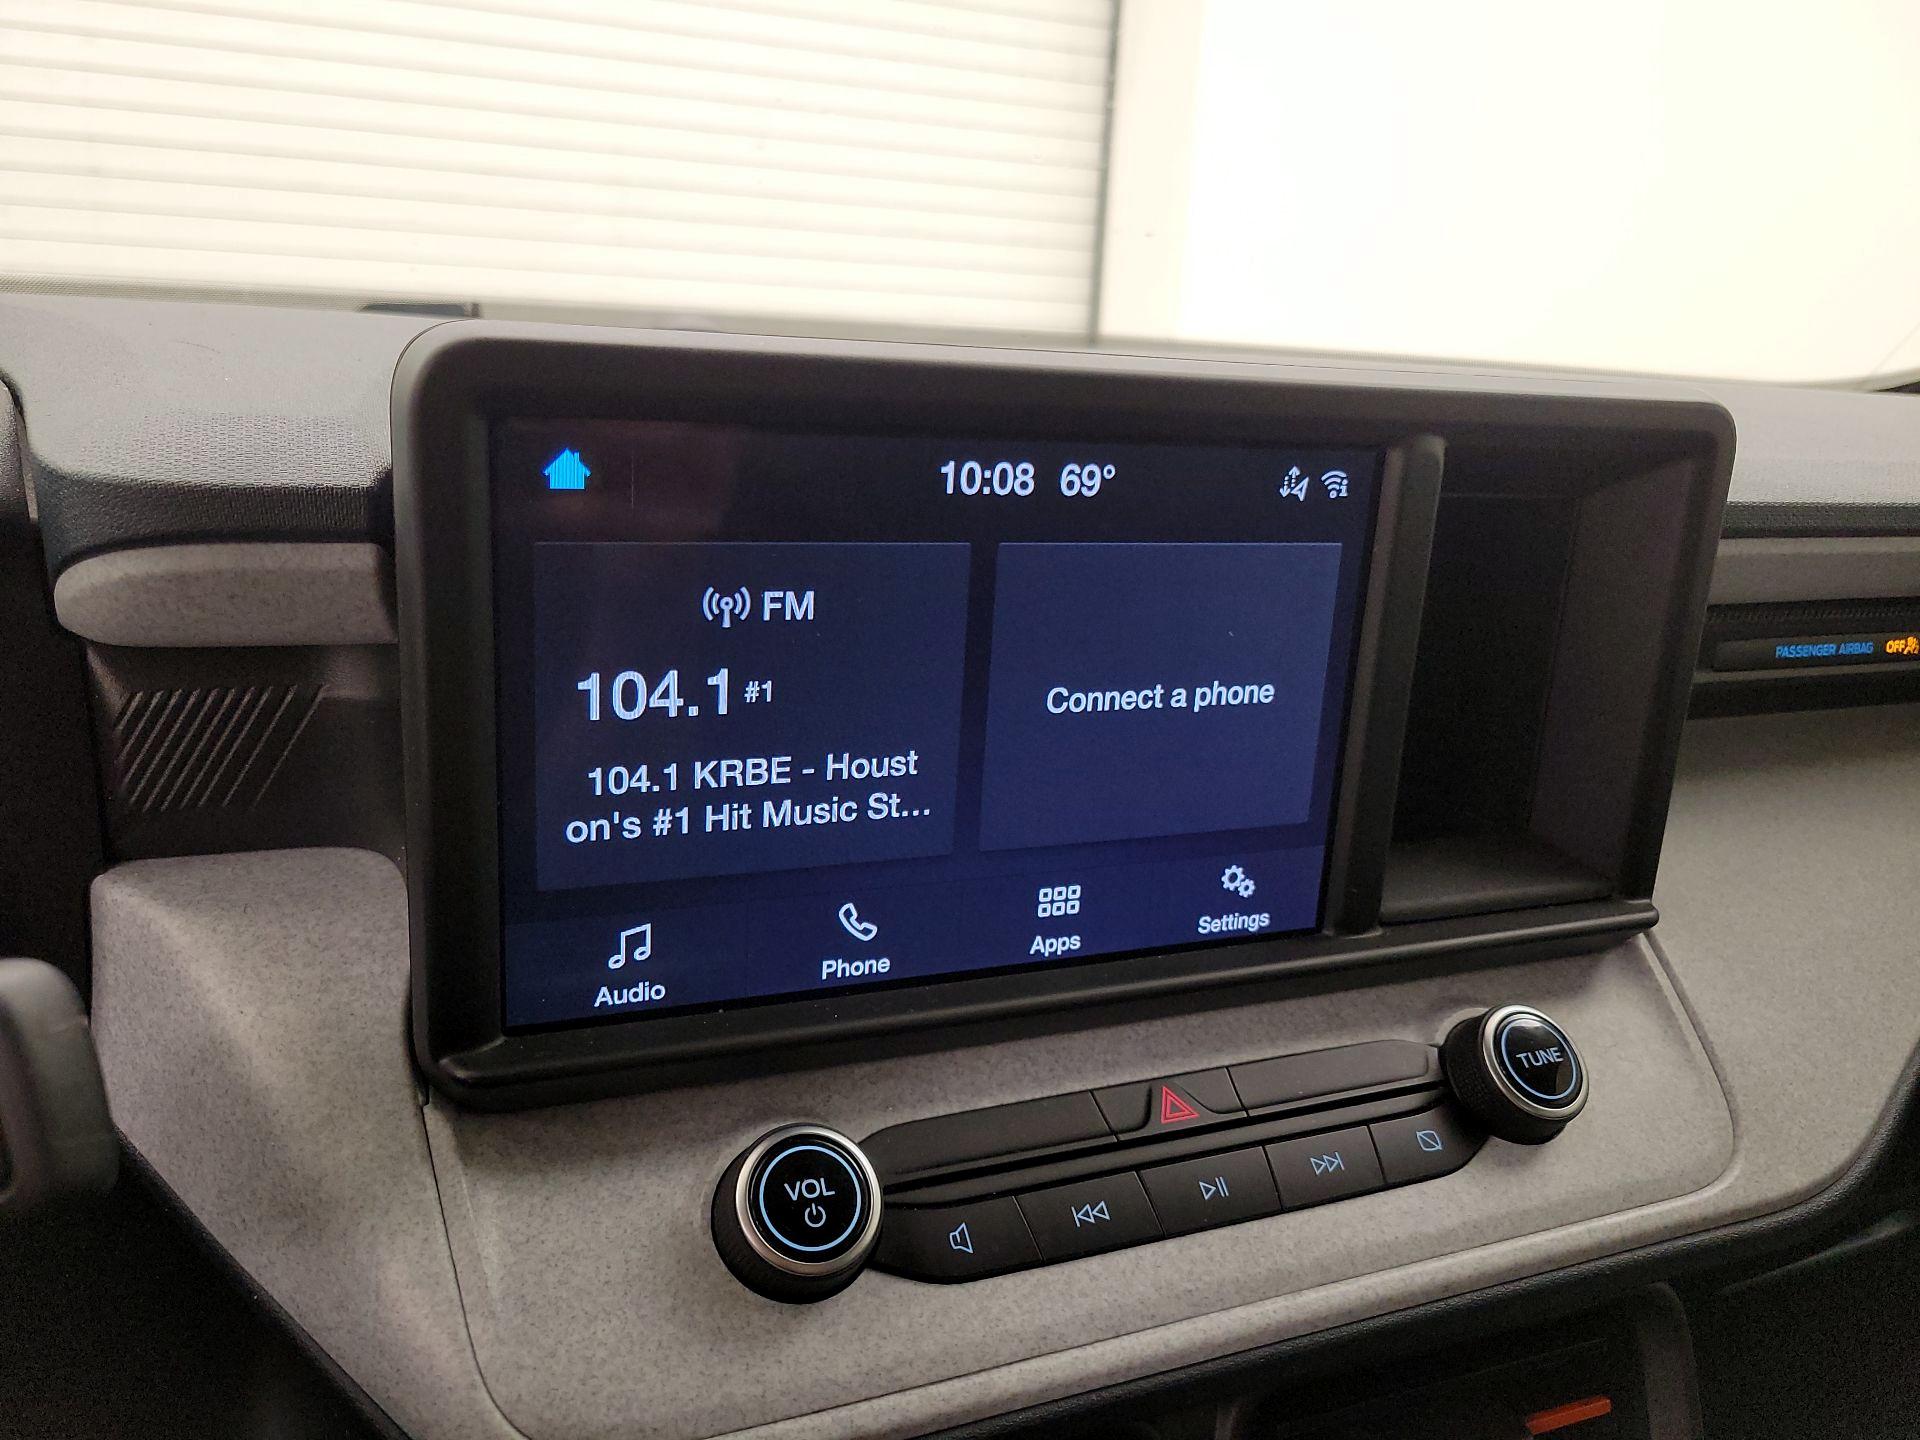 10:08 69°
FM
104.1 #1
104.1 KRBE - Houst
on's #1 Hit Music St...
Connect a phone
Audio
Phone
Apps
Settings
PASSENGER AIRBAG OFF
TUNE
VOL